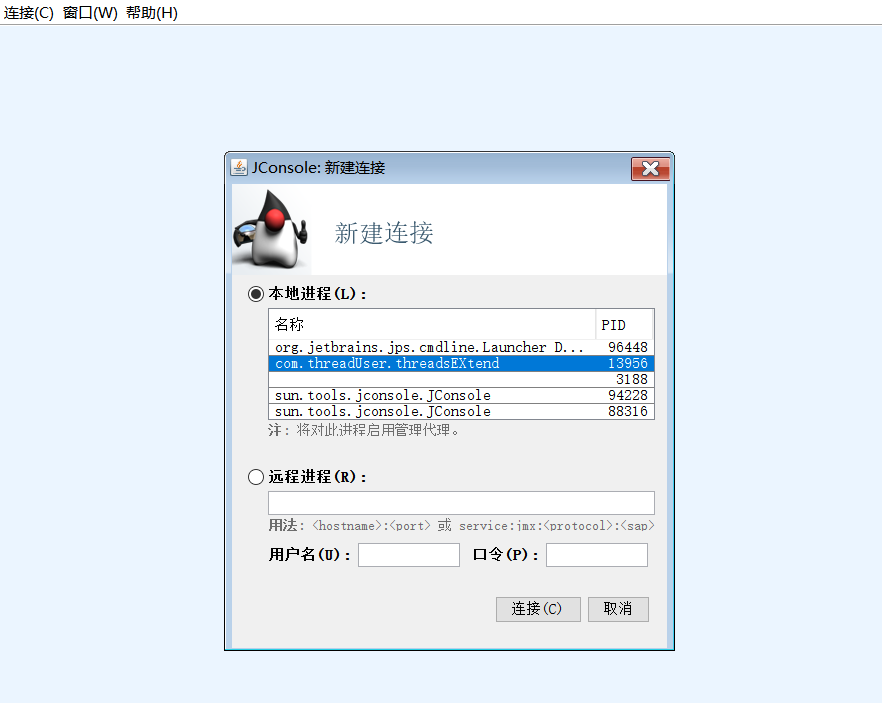 连接(C) 窗口(W) 帮助(H)
JConsole: 新建连接
新建连接
本地进程(L):
名称 PID
org.jetbrains.jps.cmdline.Launcher D... 96448
com.threadUser.threadsEXtend 13956
3188
sun.tools.jconsole.JConsole 94228
sun.tools.jconsole.JConsole 88316
注: 将对此进程启用管理代理。
远程进程(R):
用法: <hostname>:<port> 或 service:jmx:<protocol>:<sap>
用户名(U): 口令(P):
连接(C) 取消